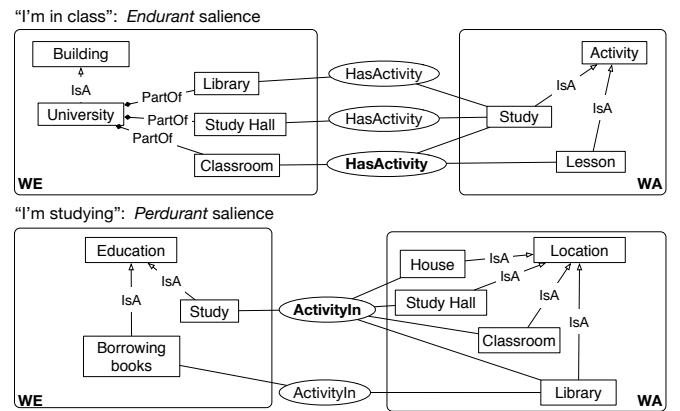 “I’m in class”: Endurant salience
Building
Activity
IsA
HasActivity
Library
PartOf
IsA
University
PartOf
Study Hall
HasActivity
Study
IsA
PartOf
Classroom
HasActivity
Lesson
WE
WA
“I’m studying”: Perdurant salience
Education
Location
House
IsA
IsA
IsA
IsA
Study
ActivityIn
Study Hall
IsA
IsA
Classroom
Borrowing
books
ActivityIn
Library
WE
WA